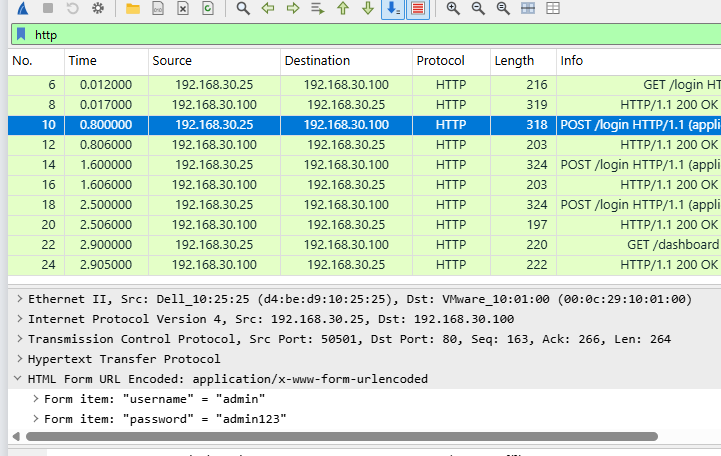 http
No. Time Source Destination Protocol Length Info
6 0.012000 192.168.30.25 192.168.30.100 HTTP 216 GET /login HT
8 0.017000 192.168.30.100 192.168.30.25 HTTP 319 HTTP/1.1 200 OK
10 0.800000 192.168.30.25 192.168.30.100 HTTP 318 POST /login HTTP/1.1 (appli
12 0.806000 192.168.30.100 192.168.30.25 HTTP 203 HTTP/1.1 200 OK
14 1.600000 192.168.30.25 192.168.30.100 HTTP 324 POST /login HTTP/1.1 (appli
16 1.606000 192.168.30.100 192.168.30.25 HTTP 203 HTTP/1.1 200 OK
18 2.500000 192.168.30.25 192.168.30.100 HTTP 324 POST /login HTTP/1.1 (appli
20 2.506000 192.168.30.100 192.168.30.25 HTTP 197 HTTP/1.1 200 OK
22 2.900000 192.168.30.25 192.168.30.100 HTTP 220 GET /dashboard
24 2.905000 192.168.30.100 192.168.30.25 HTTP 222 HTTP/1.1 200 OK
Ethernet II, Src: Dell_10:25:25 (d4:be:d9:10:25:25), Dst: VMware_10:01:00 (00:0c:29:10:01:00)
Internet Protocol Version 4, Src: 192.168.30.25, Dst: 192.168.30.100
Transmission Control Protocol, Src Port: 50501, Dst Port: 80, Seq: 163, Ack: 266, Len: 264
Hypertext Transfer Protocol
HTML Form URL Encoded: application/x-www-form-urlencoded
Form item: "username" = "admin"
Form item: "password" = "admin123"